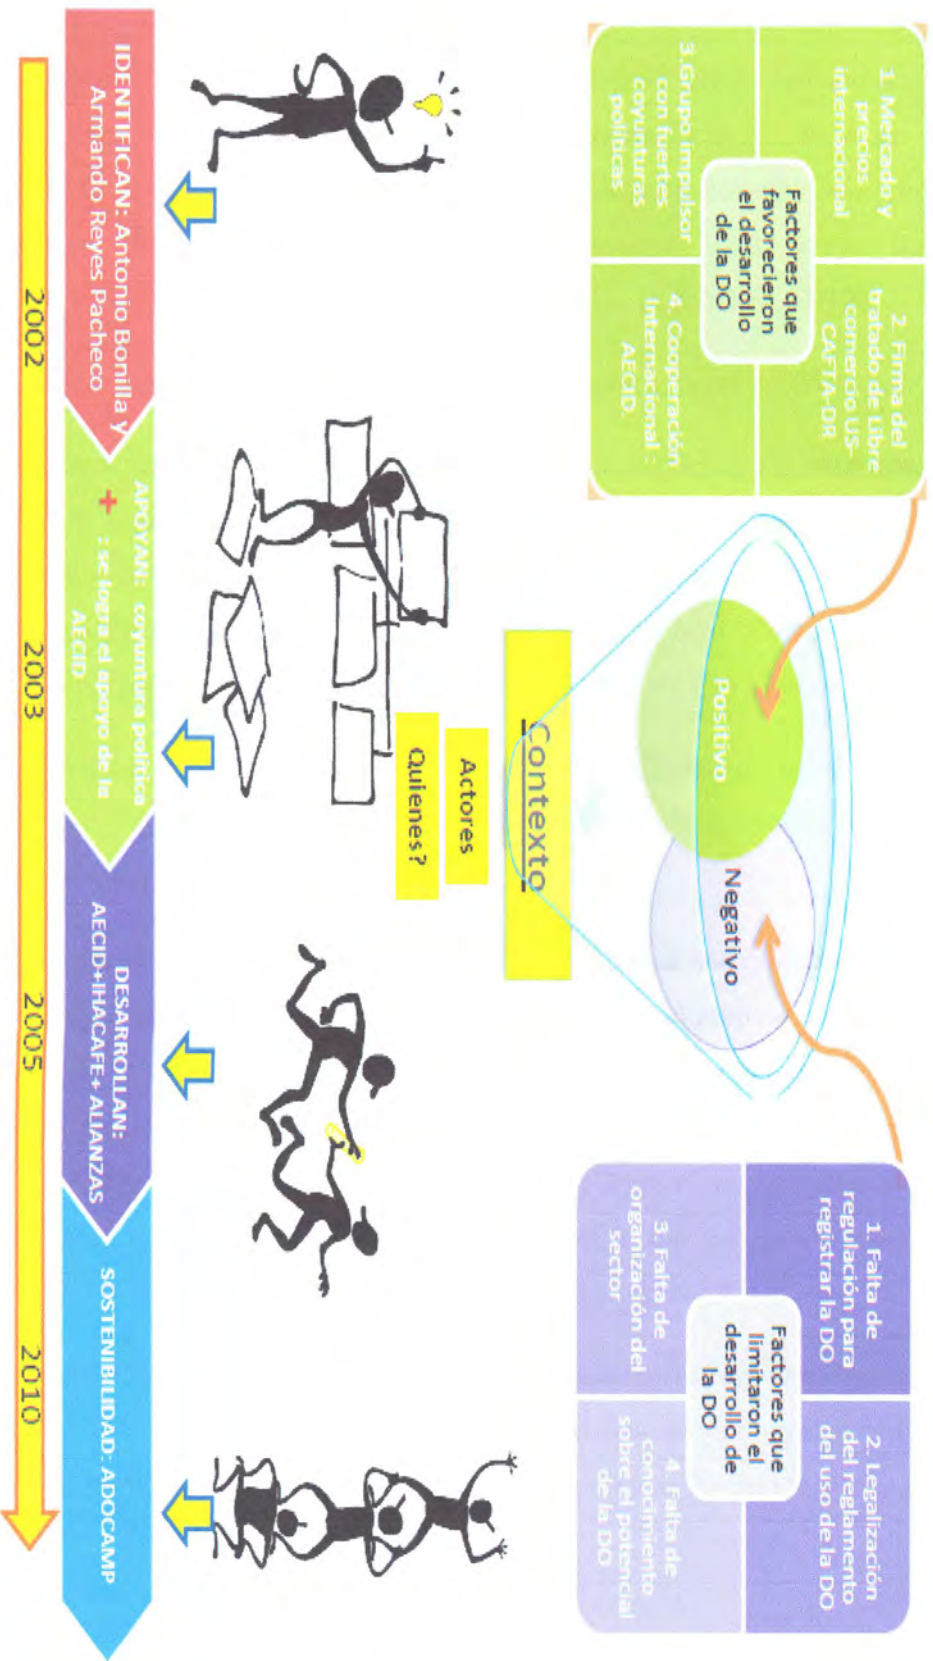 1. Mercado y
precios
internacional
2. Firma del
tratado de Libre
comercio US-
CAFTA-DR
Factores que
favorecieron
el desarrollo
de la DO
3.Grupo impulsor
con fuertes
coyunturas
políticas
4. Cooperación
Internacional :
AECID.
Positivo
Negativo
1. Falta de
regulación para
registrar la DO
2. Legalización
del reglamento
del uso de la DO
Factores que
limitaron el
desarrollo de
la DO
3. Falta de
organización del
sector
4. Falta de
conocimiento
sobre el potencial
de la DO
Contexto
Actores
Quienes?
IDENTIFICAN: Antonio Bonilla y
Armando Reyes Pacheco
APOYAN: coyuntura política
+ : se logra el apoyo de la
AECID
DESARROLLAN:
AECID+IHACAFE+ ALIANZAS
SOSTENIBILIDAD: ADOCAMP
2002
2003
2005
2010